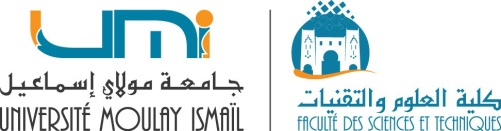 umi
جامعة مولاي إسماعيل
UNIVERSITÉ MOULAY ISMAÏL
كلية العلوم والتقنيات
FACULTÉ DES SCIENCES ET TECHNIQUES